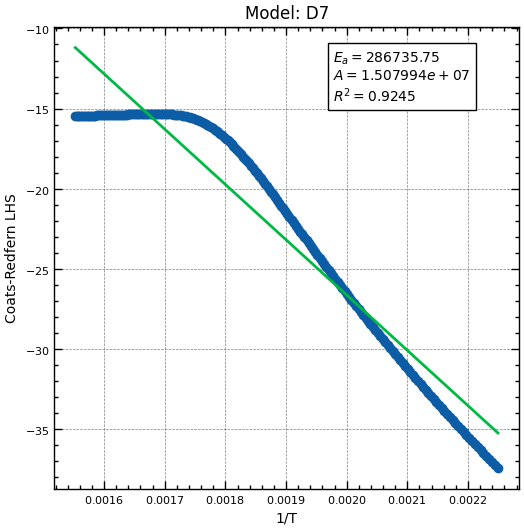 Model: D7
−10
−15
−20
−25
−30
−35
Coats-Redfern LHS
E_a = 286735.75
A = 1.507994e + 07
R² = 0.9245
0.0016 0.0017 0.0018 0.0019 0.0020 0.0021 0.0022
1/T